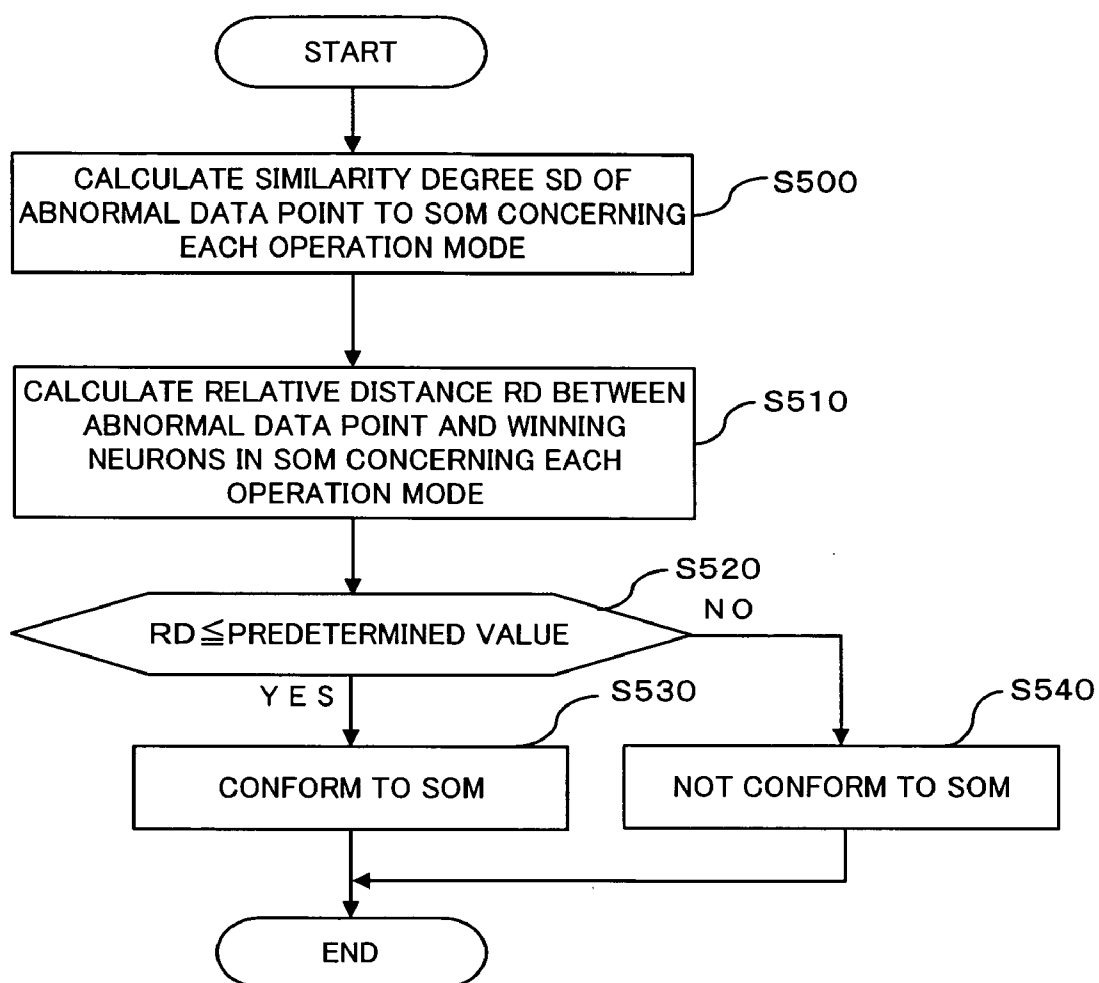 START
CALCULATE SIMILARITY DEGREE SD OF
ABNORMAL DATA POINT TO SOM CONCERNING
EACH OPERATION MODE
S500
CALCULATE RELATIVE DISTANCE RD BETWEEN
ABNORMAL DATA POINT AND WINNING
NEURONS IN SOM CONCERNING EACH
OPERATION MODE
S510
S520
RD≦PREDETERMINED VALUE
NO
YES
S530
S540
CONFORM TO SOM
NOT CONFORM TO SOM
END